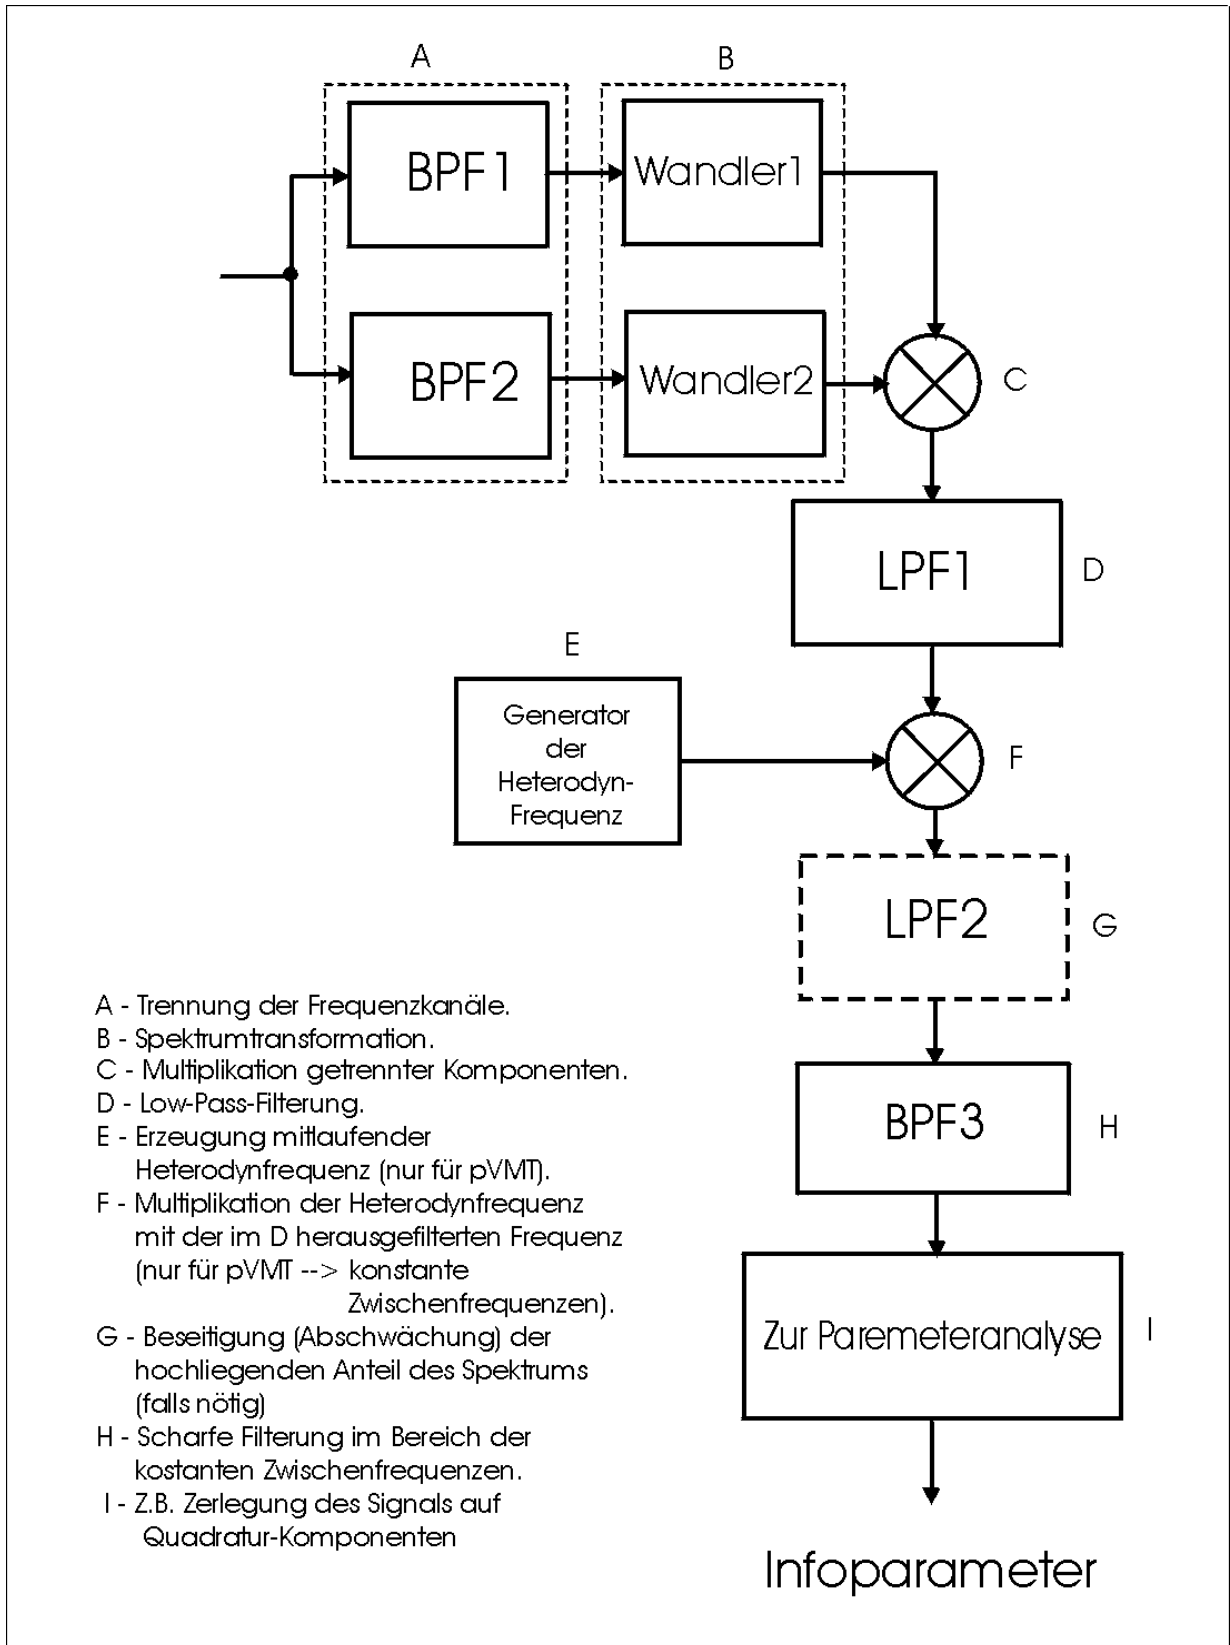 A
B
BPF1
Wandler1
BPF2
Wandler2
C
LPF1
D
E
Generator
der
Heterodyn-
Frequenz
F
LPF2
G
BPF3
H
Zur Paremeteranalyse
I
Infoparameter
A - Trennung der Frequenzkanäle.
B - Spektrumtransformation.
C - Multiplikation getrennter Komponenten.
D - Low-Pass-Filterung.
E - Erzeugung mitlaufender
Heterodynfrequenz (nur für pVMT).
F - Multiplikation der Heterodynfrequenz
mit der im D herausgefilterten Frequenz
(nur für pVMT --> konstante
Zwischenfrequenzen).
G - Beseitigung (Abschwächung) der
hochliegenden Anteil des Spektrums
(falls nötig)
H - Scharfe Filterung im Bereich der
kostanten Zwischenfrequenzen.
I - Z.B. Zerlegung des Signals auf
Quadratur-Komponenten